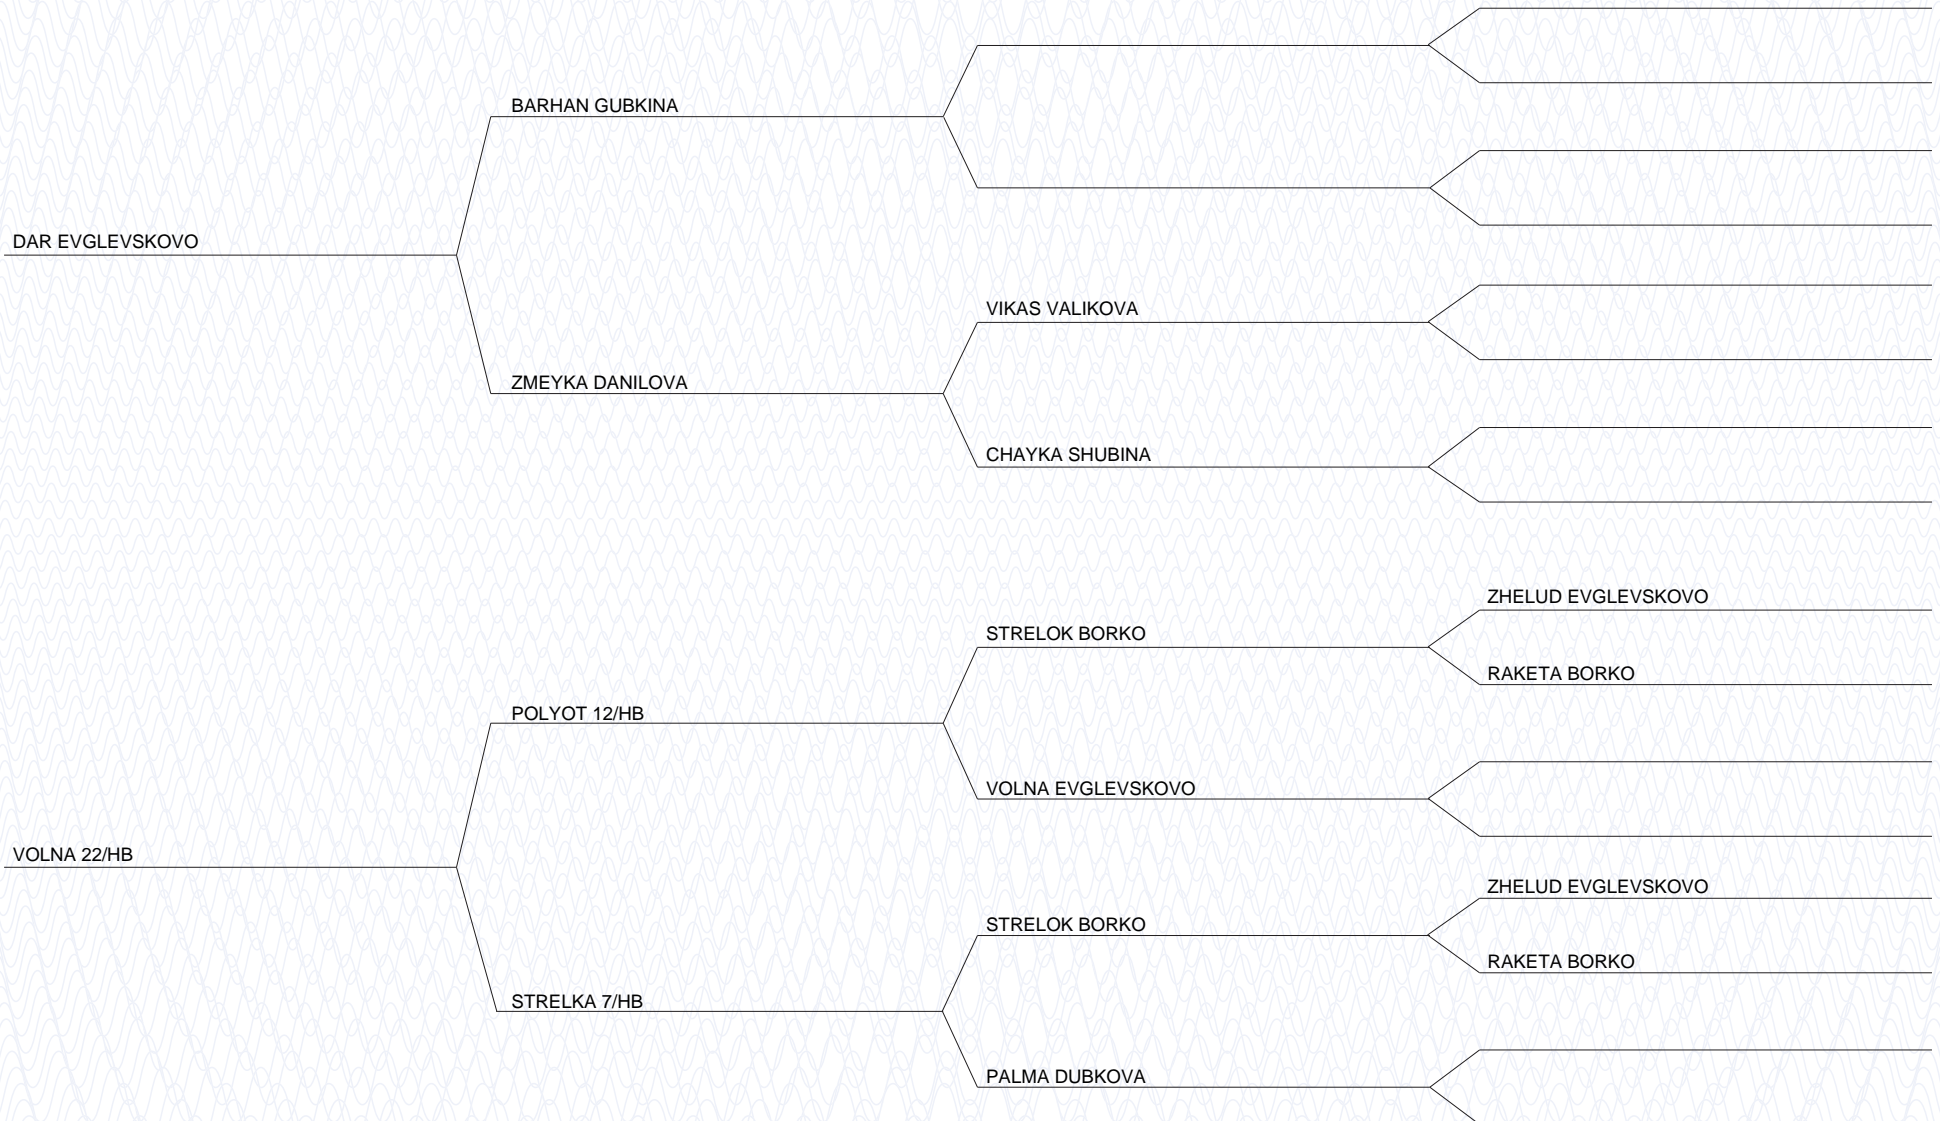 BARHAN GUBKINA
DAR EVGLEVSKOVO
VIKAS VALIKOVA
ZMEYKA DANILOVA
CHAYKA SHUBINA
ZHELUD EVGLEVSKOVO
STRELOK BORKO
RAKETA BORKO
POLYOT 12/HB
VOLNA EVGLEVSKOVO
VOLNA 22/HB
ZHELUD EVGLEVSKOVO
STRELOK BORKO
RAKETA BORKO
STRELKA 7/HB
PALMA DUBKOVA